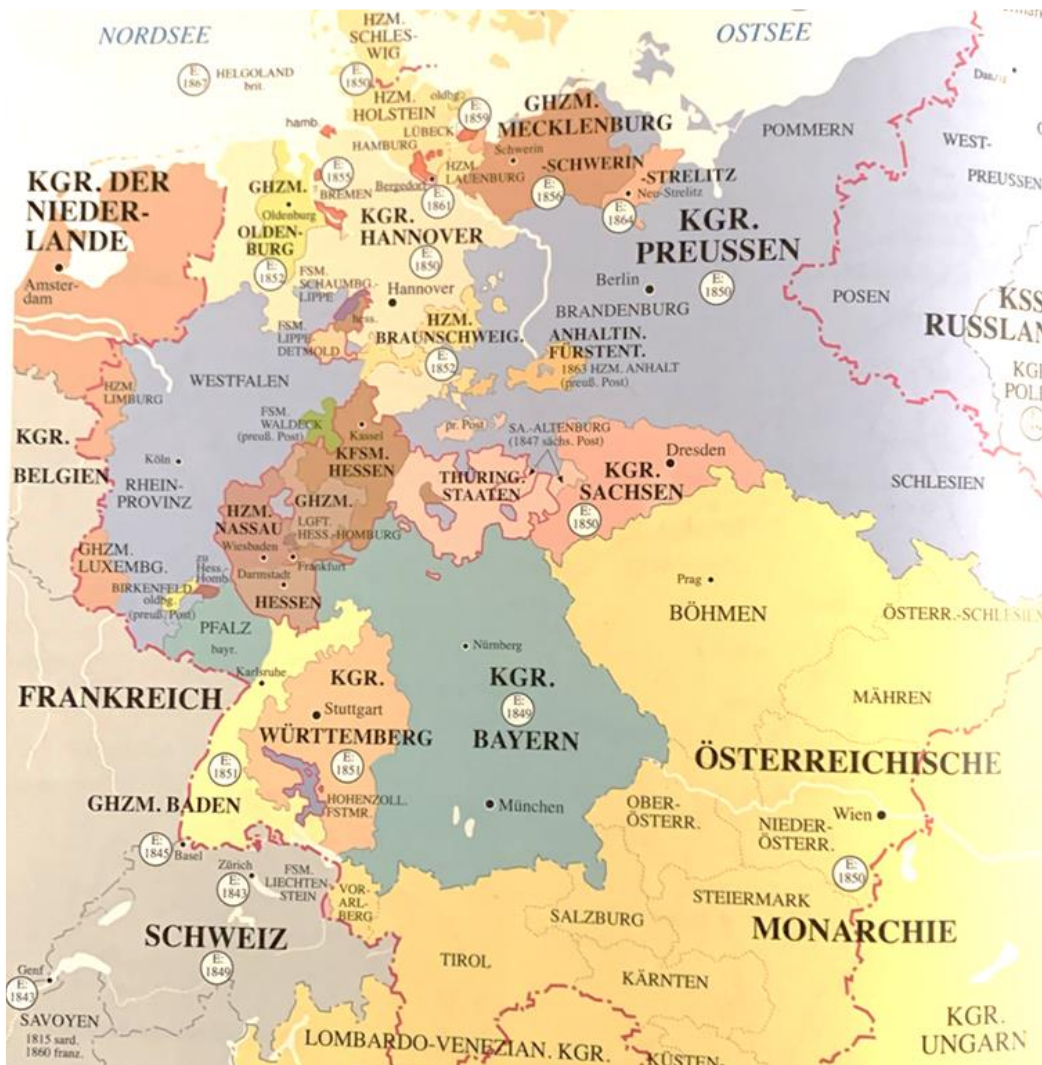 NORDSEE
OSTSEE
E:
1867
HELGOLAND
brit.
HZM.
SCHLES-
WIG
E:
1850
HZM.
HOLSTEIN
oldbg.
E:
1859
LÜBECK
hamb.
HAMBURG
GHZM.
MECKLENBURG
Schwerin
-SCHWERIN
E:
1856
-STRELITZ
Neu-Strelitz
E:
1864
POMMERN
WEST-
PREUSSEN
KGR. DER
NIEDER-
LANDE
Amster-
dam
GHZM.
Oldenburg
OLDEN-
BURG
E:
1852
E:
1855
BREMEN
Bergedorf
HZM.
LAUENBURG
E:
1861
KGR.
HANNOVER
E:
1850
Hannover
KGR.
PREUSSEN
E:
1850
Berlin
BRANDENBURG
POSEN
KSS
RUSSLAN
POL
FSM.
SCHAUMBG.-
LIPPE
hess.
FSM.
LIPPE
DETMOLD
HZM.
BRAUNSCHWEIG.
E:
1852
ANHALTIN.
FÜRSTENT.
1863 HZM. ANHALT
(preuß. Post)
WESTFALEN
HZM.
LIMBURG
KGR.
BELGIEN
Köln
RHEIN-
PROVINZ
FSM.
WALDECK
(preuß. Post)
Kassel
KFSM.
HESSEN
pr. Post
SA.-ALTENBURG
(1847 sächs. Post)
THÜRING.
STAATEN
KGR.
SACHSEN
E:
1850
Dresden
SCHLESIEN
HZM.
NASSAU
Wiesbaden
GHZM.
LGFT.
HESS.-HOMBURG
Frankfurt
Darmstadt
HESSEN
GHZM.
LUXEMBG.
zu
Hess.-
Homb.
BIRKENFELD
oldbg.
(preuß. Post)
PFALZ
bayr.
Prag
BÖHMEN
ÖSTERR.-SCHLESIEN
MÄHREN
FRANKREICH
Karlsruhe
KGR.
Stuttgart
WÜRTTEMBERG
E:
1851
E:
1851
GHZM. BADEN
HOHENZOLL.
FSTMR.
Nürnberg
KGR.
E:
1849
BAYERN
München
ÖSTERREICHISCHE
OBER-
ÖSTERR.
NIEDER-
ÖSTERR.
Wien
E:
1850
E:
1845
Basel
Zürich
E:
1843
FSM.
LIECHTEN-
STEIN
VOR-
ARL-
BERG
SCHWEIZ
E:
1849
Genf
E:
1843
SAVOYEN
1815 sard.
1860 franz.
TIROL
SALZBURG
STEIERMARK
MONARCHIE
KÄRNTEN
LOMBARDO-VENEZIAN. KGR.
KÜSTEN-
KGR.
UNGARN